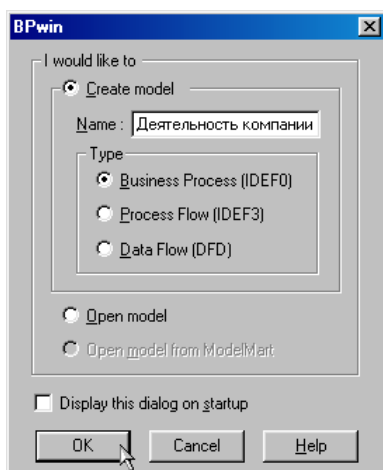 BPwin
I would like to
Create model
Name : Деятельность компании
Type
Business Process (IDEF0)
Process Flow (IDEF3)
Data Flow (DFD)
Open model
Open model from ModelMart
Display this dialog on startup
OK Cancel Help